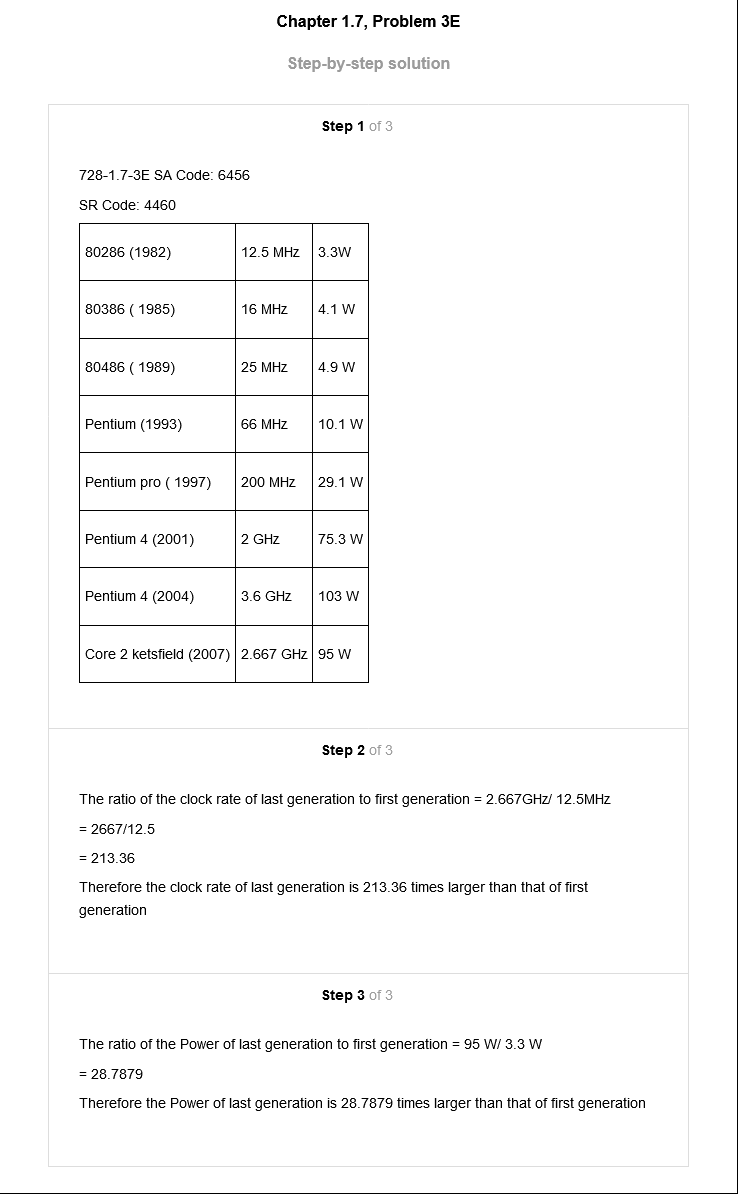 Chapter 1.7, Problem 3E
Step-by-step solution
Step 1 of 3
728-1.7-3E SA Code: 6456
SR Code: 4460
80286 (1982) 12.5 MHz 3.3W
80386 ( 1985) 16 MHz 4.1 W
80486 ( 1989) 25 MHz 4.9 W
Pentium (1993) 66 MHz 10.1 W
Pentium pro ( 1997) 200 MHz 29.1 W
Pentium 4 (2001) 2 GHz 75.3 W
Pentium 4 (2004) 3.6 GHz 103 W
Core 2 ketsfield (2007) 2.667 GHz 95 W
Step 2 of 3
The ratio of the clock rate of last generation to first generation = 2.667GHz/ 12.5MHz
= 2667/12.5
= 213.36
Therefore the clock rate of last generation is 213.36 times larger than that of first
generation
Step 3 of 3
The ratio of the Power of last generation to first generation = 95 W/ 3.3 W
= 28.7879
Therefore the Power of last generation is 28.7879 times larger than that of first generation